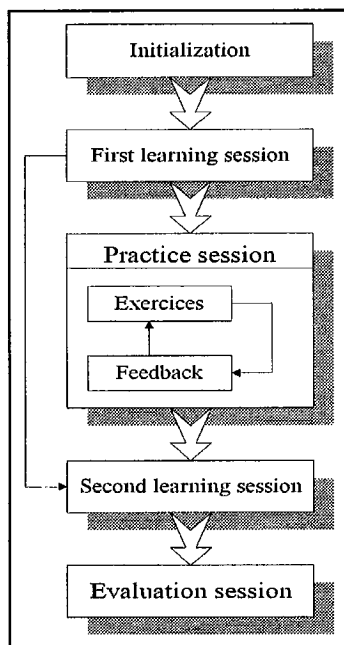 Initialization
First learning session
Practice session
Exercices
Feedback
Second learning session
Evaluation session